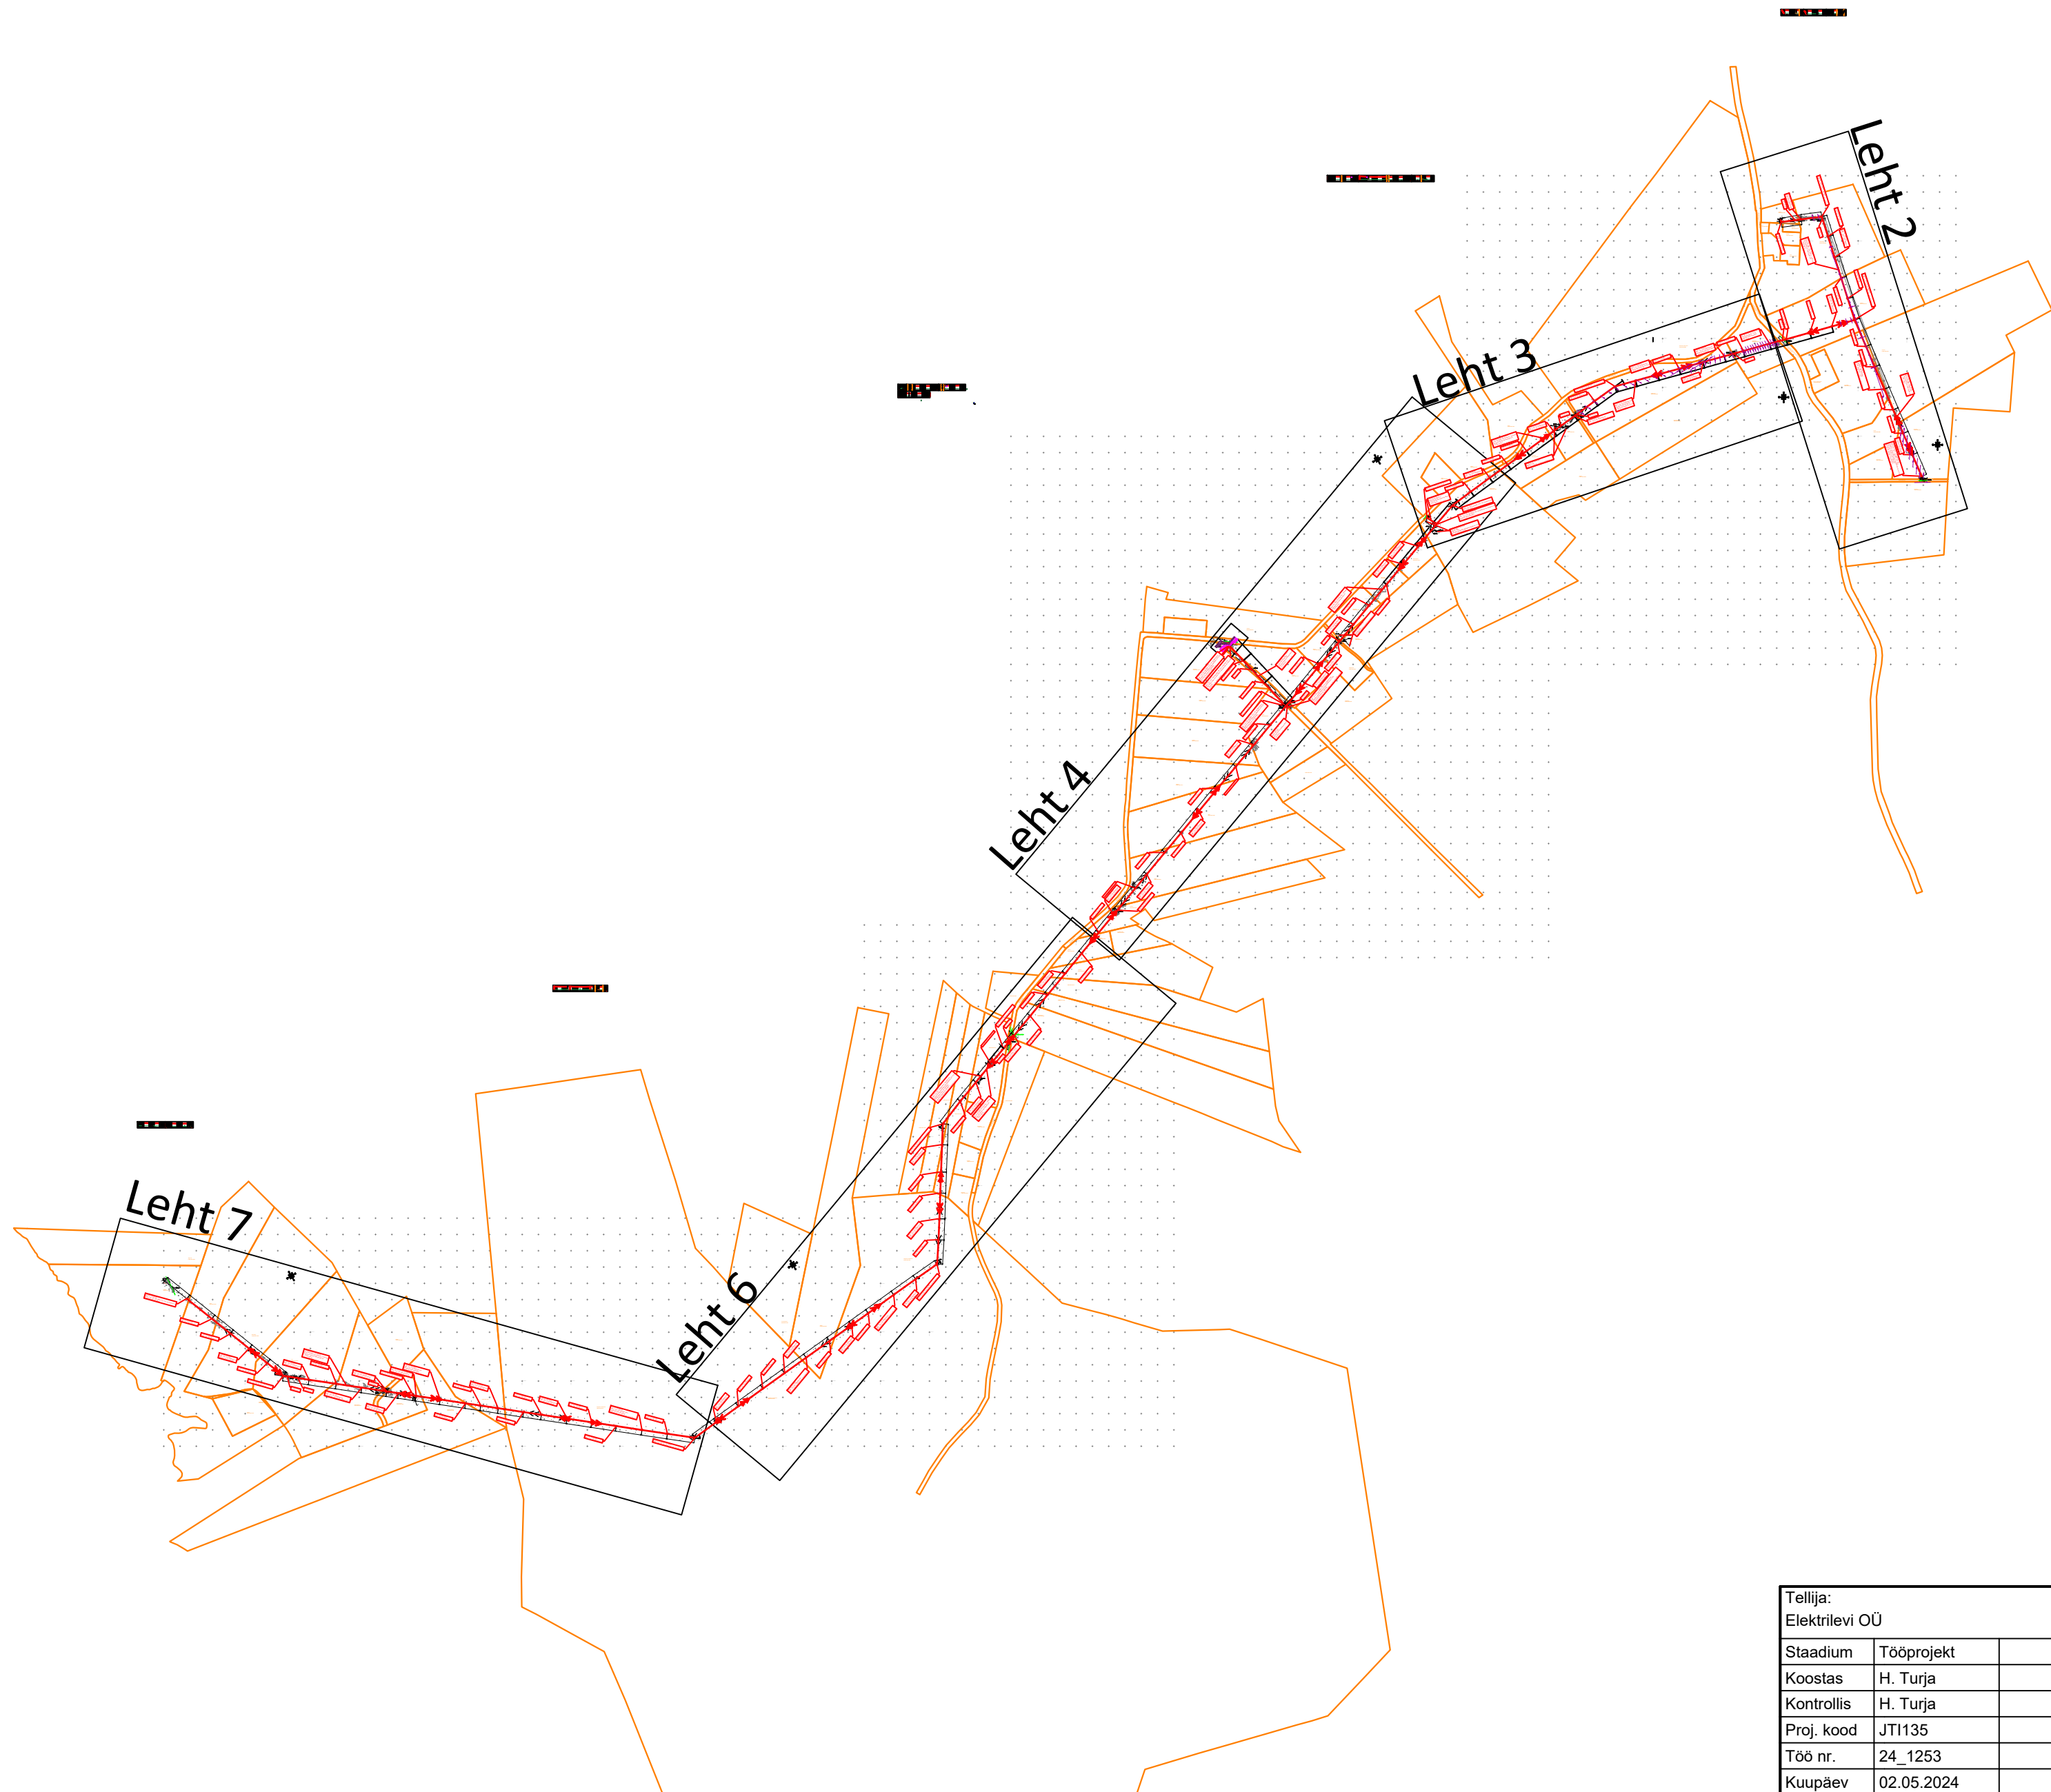 Leht 2
Leht 3
Leht 4
Leht 6
Leht 7
Tellija:
Elektrilevi OÜ
Staadium Tööprojekt
Koostas H. Turja
Kontrollis H. Turja
Proj. kood JTI135
Töö nr. 24_1253
Kuupäev 02.05.2024